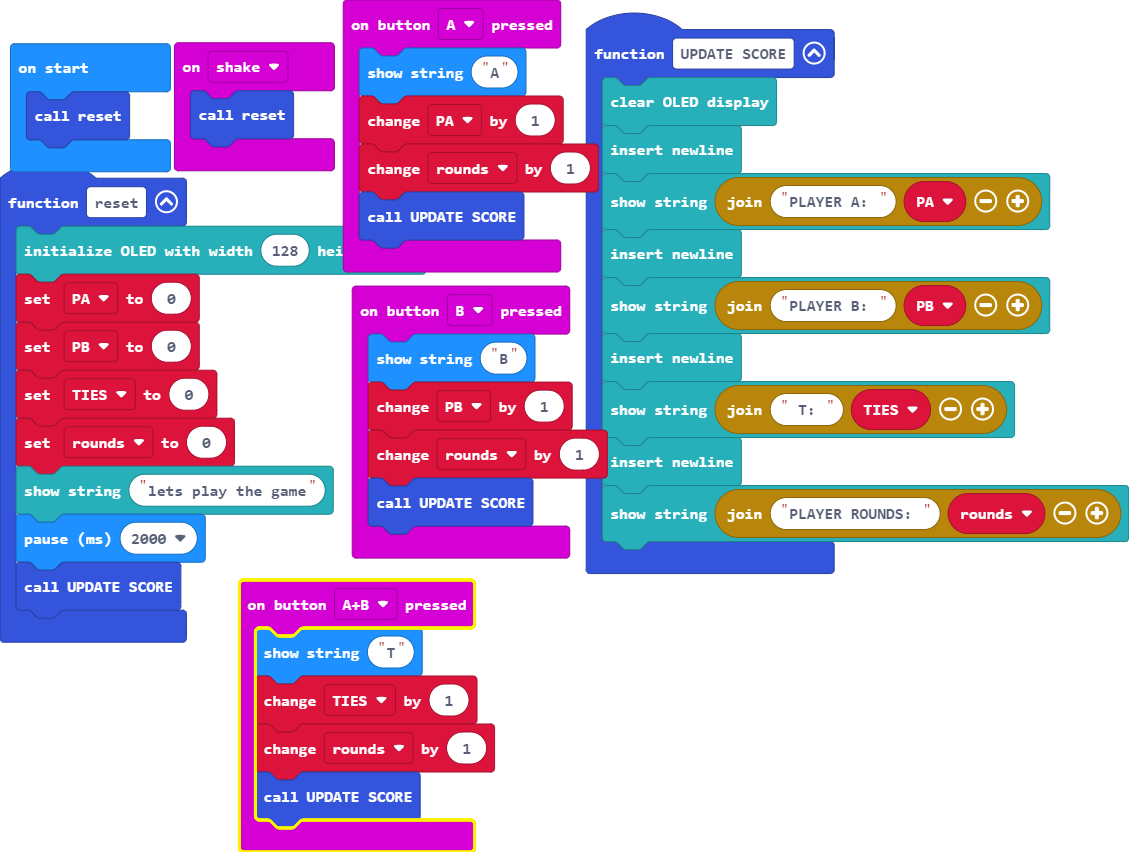 on start
call reset
on shake
call reset
function reset
initialize OLED with width 128 hei
set PA to 0
set PB to 0
set TIES to 0
set rounds to 0
show string "lets play the game"
pause (ms) 2000
call UPDATE SCORE
on button A pressed
show string "A"
change PA by 1
change rounds by 1
call UPDATE SCORE
on button B pressed
show string "B"
change PB by 1
change rounds by 1
call UPDATE SCORE
on button A+B pressed
show string "T"
change TIES by 1
change rounds by 1
call UPDATE SCORE
function UPDATE SCORE
clear OLED display
insert newline
show string join "PLAYER A: " PA
insert newline
show string join "PLAYER B: " PB
insert newline
show string join " T: " TIES
insert newline
show string join "PLAYER ROUNDS: " rounds